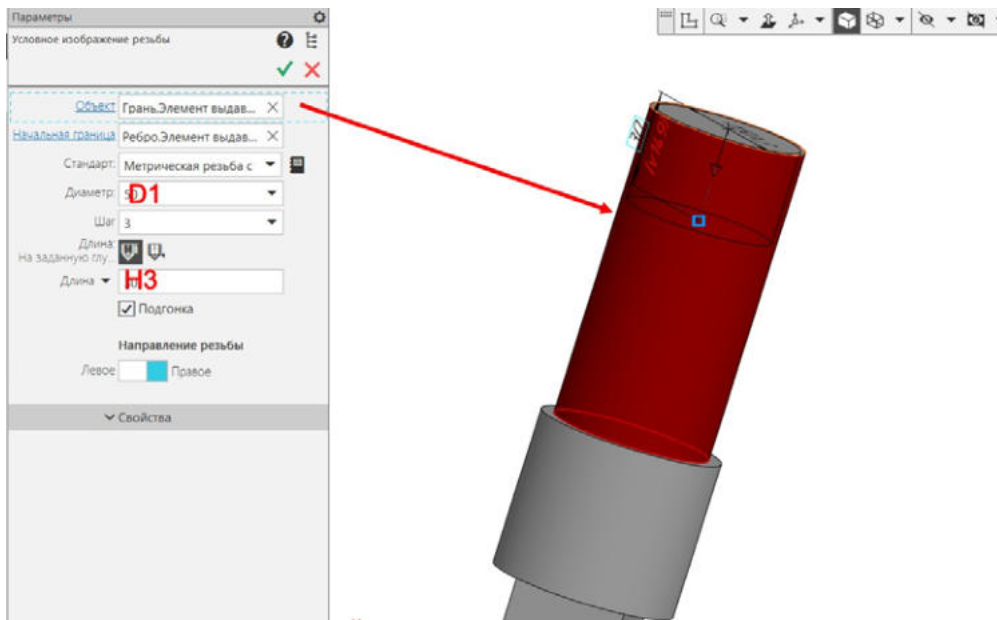 Параметры
Условное изображение резьбы
Объект Грань.Элемент выдав...
Начальная граница Ребро.Элемент выдав...
Стандарт: Метрическая резьба с
Диаметр: D1
Шаг 3
Длина:
На заданную глу...
Длина H3
Подгонка
Направление резьбы
Левое Правое
Свойства
30